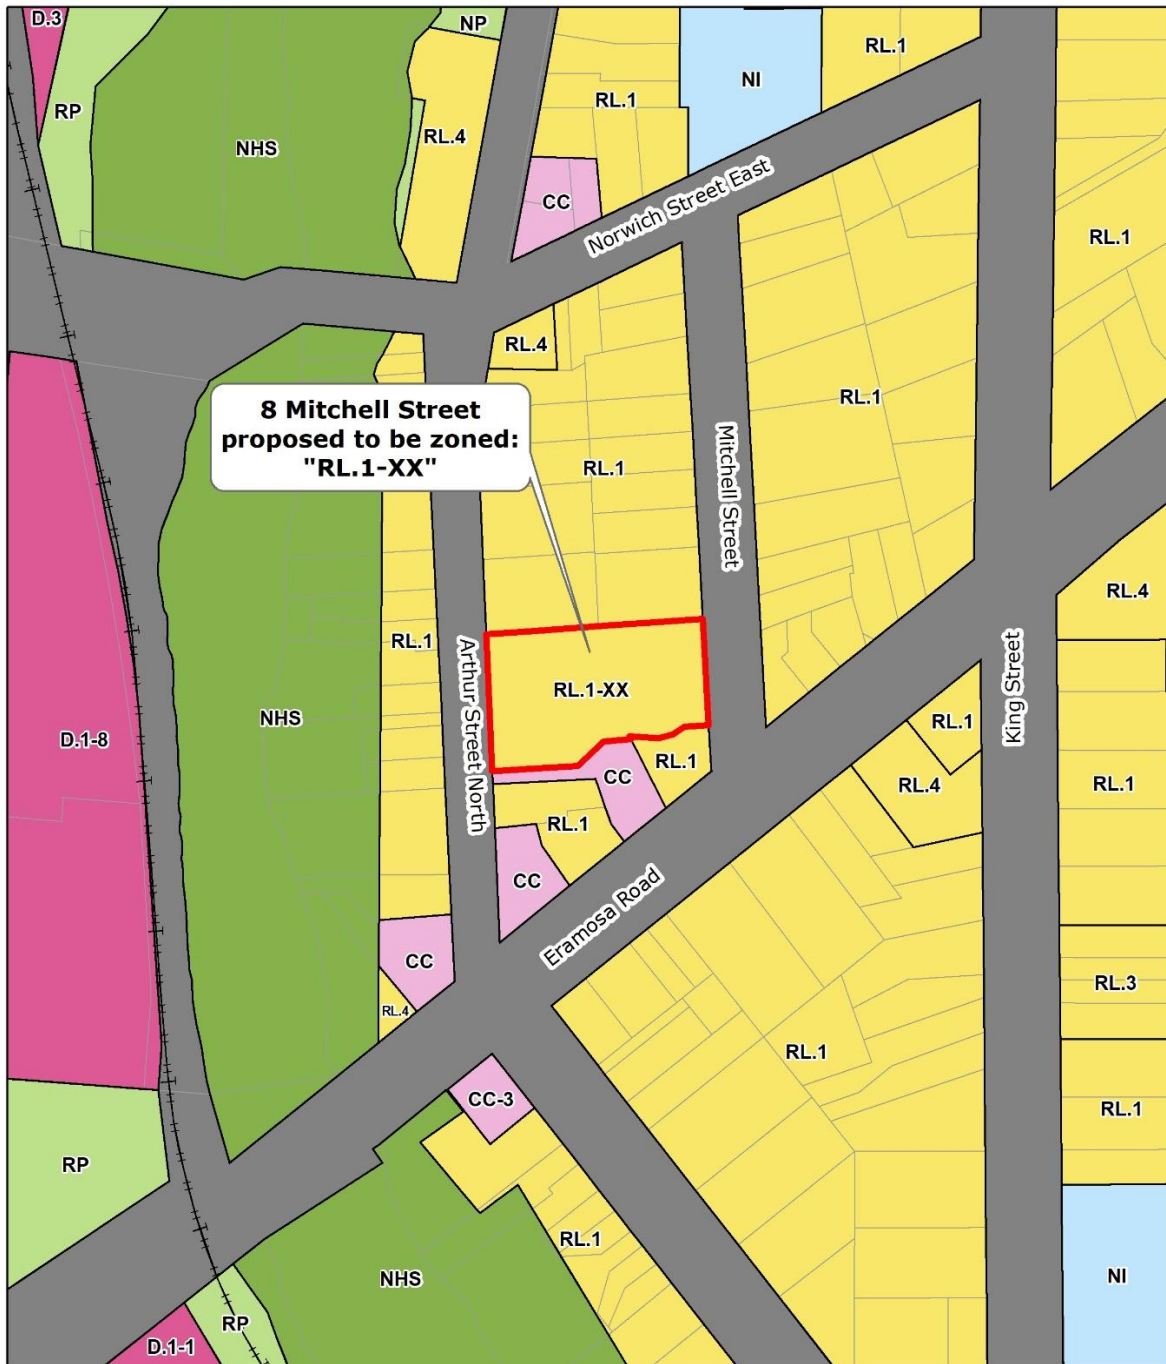 D.3
NP
RL.1
RP
NI
RL.1
NHS
RL.4
CC
Norwich Street East
RL.1
RL.4
8 Mitchell Street
proposed to be zoned:
"RL.1-XX"
RL.1
RL.1
Mitchell Street
RL.4
RL.1
Arthur Street North
RL.1-XX
King Street
D.1-8
NHS
RL.1
RL.1
CC
RL.4
RL.1
RL.1
CC
Eramosa Road
CC
RL.4
RL.3
RL.1
CC-3
RL.1
RP
RL.1
NHS
NI
RP
D.1-1